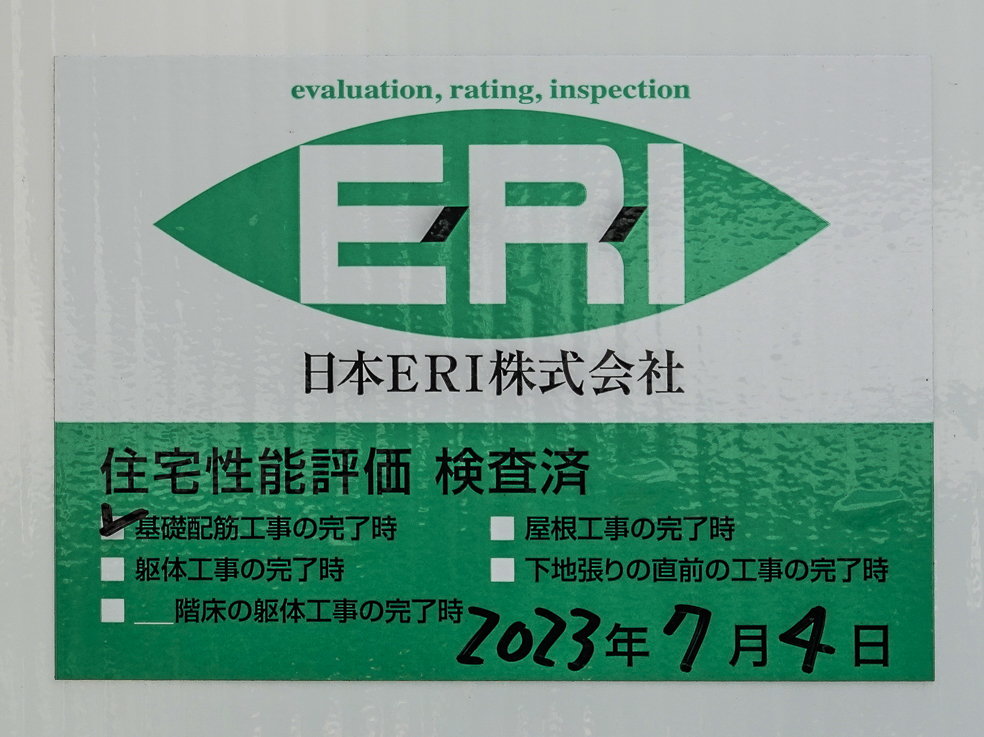 evaluation, rating, inspection
ERI
日本ERI株式会社
住宅性能評価 検査済
基礎配筋工事の完了時
屋根工事の完了時
躯体工事の完了時
下地張りの直前の工事の完了時
___階床の躯体工事の完了時
2023年7月4日